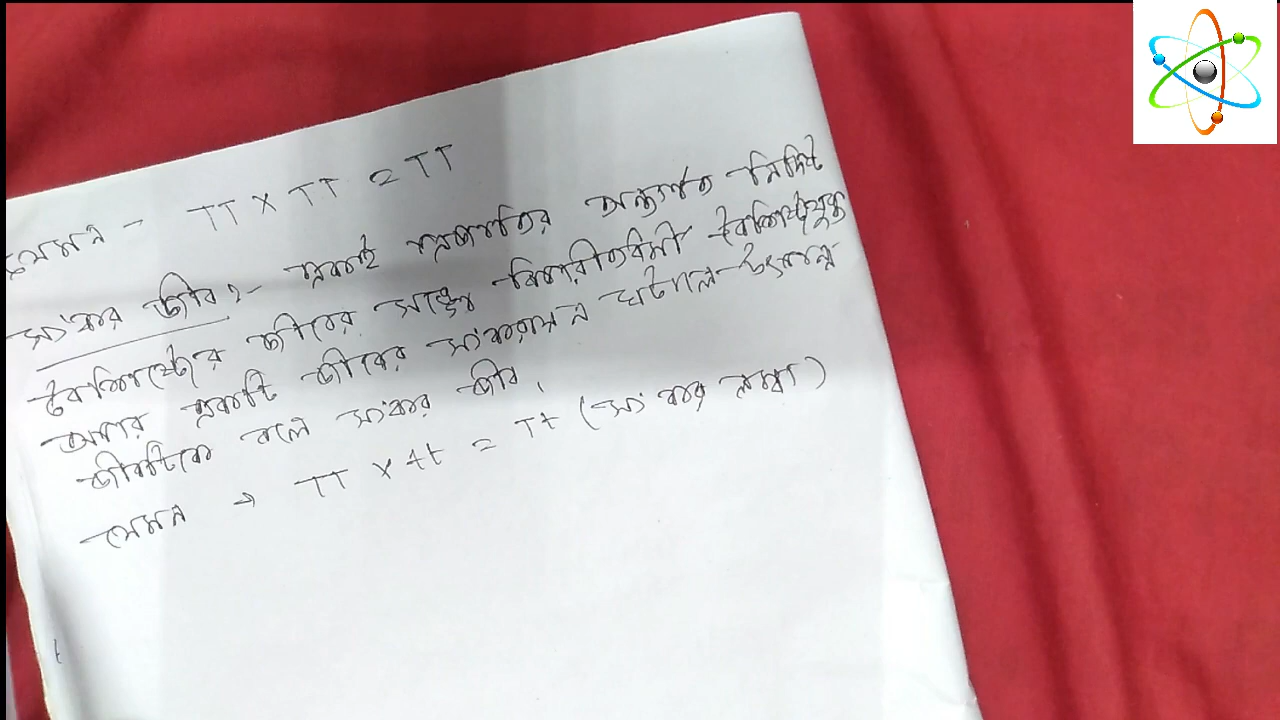 যেমন - TT × TT = TT
সংকর জীব :- একই প্রজাতির অন্তর্গত নির্দিষ্ট
বৈশিষ্ট্যের জীবের সঙ্গে বিপরীতধর্মী বৈশিষ্ট্যযুক্ত
অপর একটি জীবের সংকরায়ন ঘটালে উৎপন্ন
জীবটিকে বলে সংকর জীব,
যেমন → TT × tt = Tt (সংকর লম্বা)